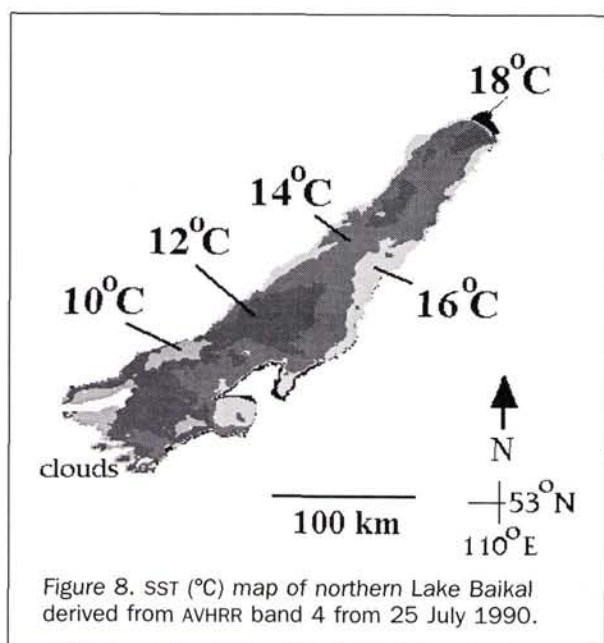 18°C
14°C
12°C
10°C
16°C
clouds
N
53°N
100 km
110°E
Figure 8. SST (°C) map of northern Lake Baikal
derived from AVHRR band 4 from 25 July 1990.